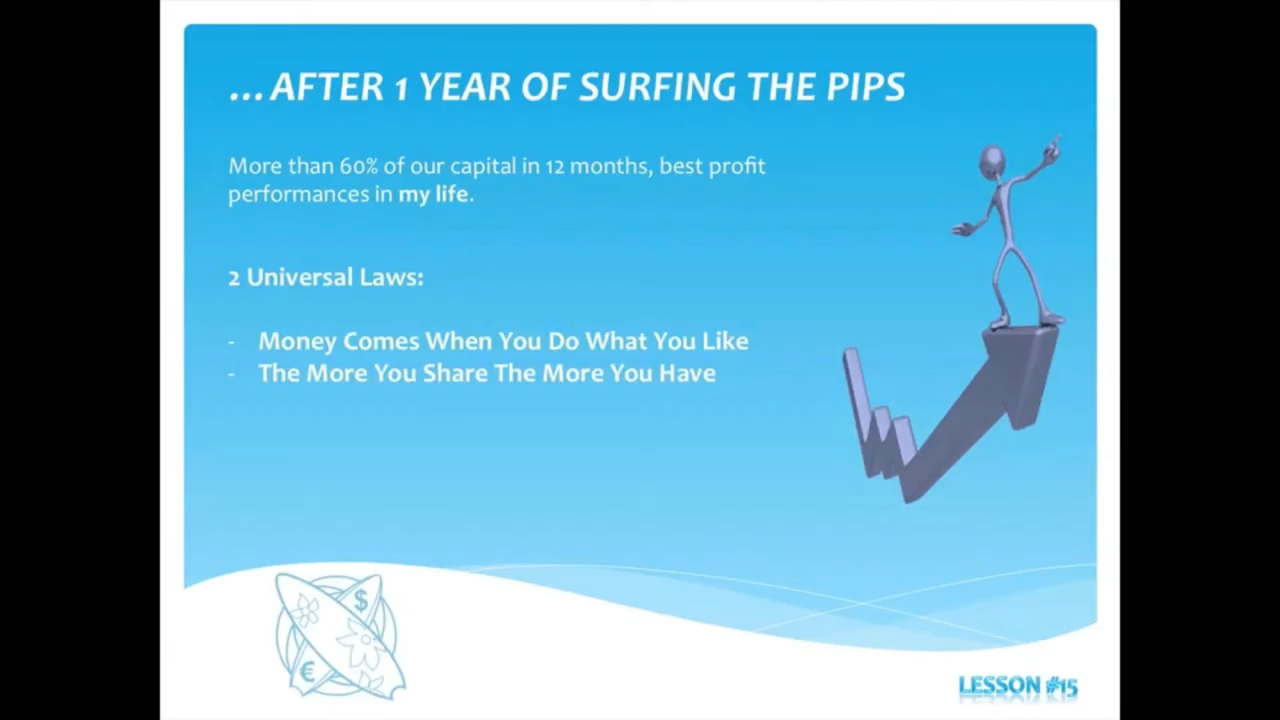 ...AFTER 1 YEAR OF SURFING THE PIPS
More than 60% of our capital in 12 months, best profit
performances in my life.
2 Universal Laws:
- Money Comes When You Do What You Like
- The More You Share The More You Have
$
€
LESSON #15